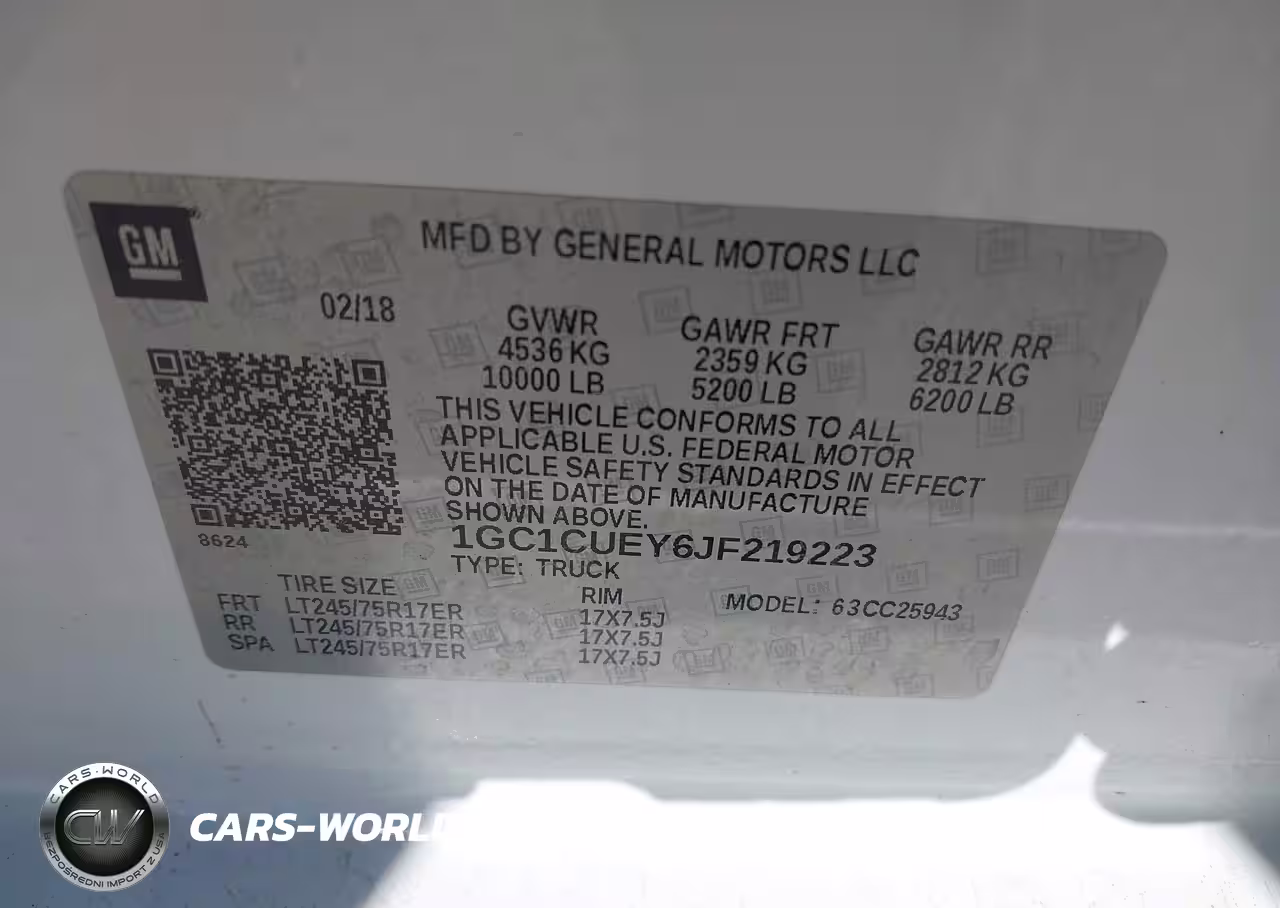 GM
MFD BY GENERAL MOTORS LLC
02/18
GVWR
4536 KG
10000 LB
GAWR FRT
2359 KG
5200 LB
GAWR RR
2812 KG
6200 LB
THIS VEHICLE CONFORMS TO ALL
APPLICABLE U.S. FEDERAL MOTOR
VEHICLE SAFETY STANDARDS IN EFFECT
ON THE DATE OF MANUFACTURE
SHOWN ABOVE.
8624
1GC1CUEY6JF219223
TYPE: TRUCK
TIRE SIZE RIM MODEL: 63CC25943
FRT LT245/75R17ER 17X7.5J
RR LT245/75R17ER 17X7.5J
SPA LT245/75R17ER 17X7.5J
CARS-WORLD
CW
BEZPOŚREDNI IMPORT Z USA
CARS-WORLD